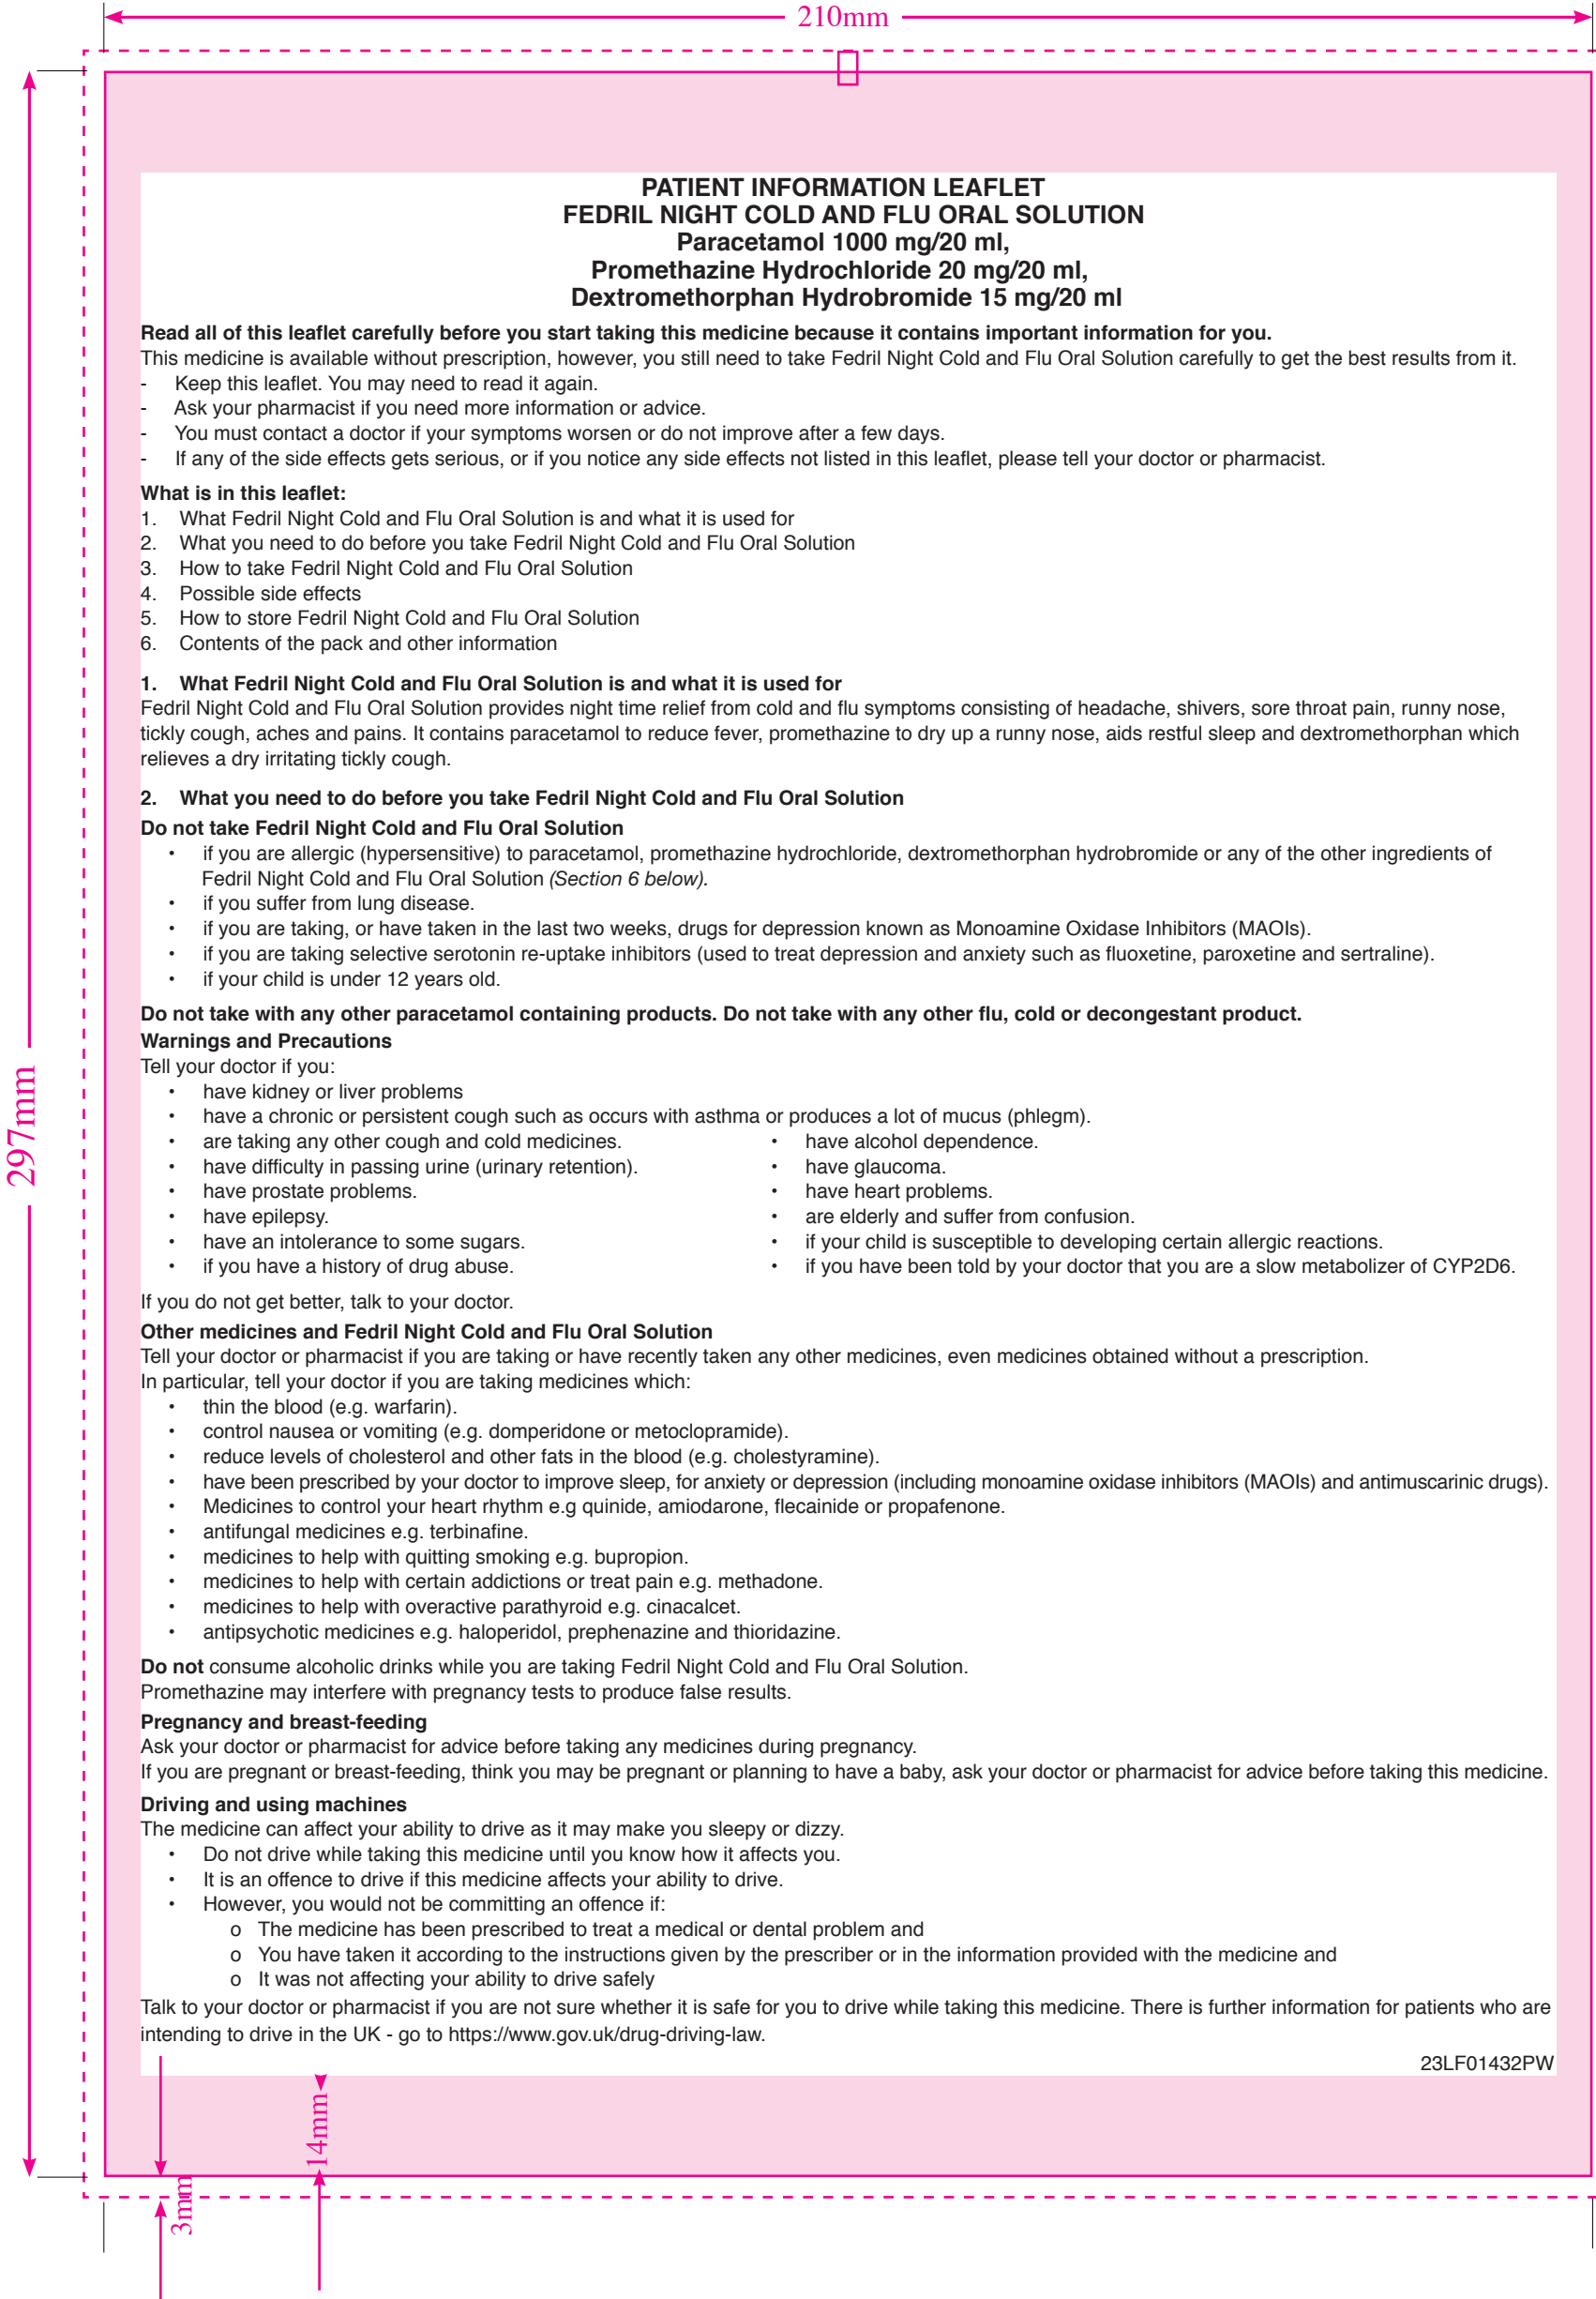 210mm
PATIENT INFORMATION LEAFLET
FEDRIL NIGHT COLD AND FLU ORAL SOLUTION
Paracetamol 1000 mg/20 ml,
Promethazine Hydrochloride 20 mg/20 ml,
Dextromethorphan Hydrobromide 15 mg/20 ml
Read all of this leaflet carefully before you start taking this medicine because it contains important information for you.
This medicine is available without prescription, however, you still need to take Fedril Night Cold and Flu Oral Solution carefully to get the best results from it.
- Keep this leaflet. You may need to read it again.
- Ask your pharmacist if you need more information or advice.
- You must contact a doctor if your symptoms worsen or do not improve after a few days.
- If any of the side effects gets serious, or if you notice any side effects not listed in this leaflet, please tell your doctor or pharmacist.
What is in this leaflet:
1. What Fedril Night Cold and Flu Oral Solution is and what it is used for
2. What you need to do before you take Fedril Night Cold and Flu Oral Solution
3. How to take Fedril Night Cold and Flu Oral Solution
4. Possible side effects
5. How to store Fedril Night Cold and Flu Oral Solution
6. Contents of the pack and other information
1. What Fedril Night Cold and Flu Oral Solution is and what it is used for
Fedril Night Cold and Flu Oral Solution provides night time relief from cold and flu symptoms consisting of headache, shivers, sore throat pain, runny nose,
tickly cough, aches and pains. It contains paracetamol to reduce fever, promethazine to dry up a runny nose, aids restful sleep and dextromethorphan which
relieves a dry irritating tickly cough.
2. What you need to do before you take Fedril Night Cold and Flu Oral Solution
Do not take Fedril Night Cold and Flu Oral Solution
• if you are allergic (hypersensitive) to paracetamol, promethazine hydrochloride, dextromethorphan hydrobromide or any of the other ingredients of
Fedril Night Cold and Flu Oral Solution (Section 6 below).
• if you suffer from lung disease.
• if you are taking, or have taken in the last two weeks, drugs for depression known as Monoamine Oxidase Inhibitors (MAOIs).
• if you are taking selective serotonin re-uptake inhibitors (used to treat depression and anxiety such as fluoxetine, paroxetine and sertraline).
• if your child is under 12 years old.
Do not take with any other paracetamol containing products. Do not take with any other flu, cold or decongestant product.
Warnings and Precautions
Tell your doctor if you:
• have kidney or liver problems
• have a chronic or persistent cough such as occurs with asthma or produces a lot of mucus (phlegm).
• are taking any other cough and cold medicines. • have alcohol dependence.
• have difficulty in passing urine (urinary retention). • have glaucoma.
• have prostate problems. • have heart problems.
• have epilepsy. • are elderly and suffer from confusion.
• have an intolerance to some sugars. • if your child is susceptible to developing certain allergic reactions.
• if you have a history of drug abuse. • if you have been told by your doctor that you are a slow metabolizer of CYP2D6.
If you do not get better, talk to your doctor.
Other medicines and Fedril Night Cold and Flu Oral Solution
Tell your doctor or pharmacist if you are taking or have recently taken any other medicines, even medicines obtained without a prescription.
In particular, tell your doctor if you are taking medicines which:
• thin the blood (e.g. warfarin).
• control nausea or vomiting (e.g. domperidone or metoclopramide).
• reduce levels of cholesterol and other fats in the blood (e.g. cholestyramine).
• have been prescribed by your doctor to improve sleep, for anxiety or depression (including monoamine oxidase inhibitors (MAOIs) and antimuscarinic drugs).
• Medicines to control your heart rhythm e.g quinide, amiodarone, flecainide or propafenone.
• antifungal medicines e.g. terbinafine.
• medicines to help with quitting smoking e.g. bupropion.
• medicines to help with certain addictions or treat pain e.g. methadone.
• medicines to help with overactive parathyroid e.g. cinacalcet.
• antipsychotic medicines e.g. haloperidol, prephenazine and thioridazine.
Do not consume alcoholic drinks while you are taking Fedril Night Cold and Flu Oral Solution.
Promethazine may interfere with pregnancy tests to produce false results.
Pregnancy and breast-feeding
Ask your doctor or pharmacist for advice before taking any medicines during pregnancy.
If you are pregnant or breast-feeding, think you may be pregnant or planning to have a baby, ask your doctor or pharmacist for advice before taking this medicine.
Driving and using machines
The medicine can affect your ability to drive as it may make you sleepy or dizzy.
• Do not drive while taking this medicine until you know how it affects you.
• It is an offence to drive if this medicine affects your ability to drive.
• However, you would not be committing an offence if:
o The medicine has been prescribed to treat a medical or dental problem and
o You have taken it according to the instructions given by the prescriber or in the information provided with the medicine and
o It was not affecting your ability to drive safely
Talk to your doctor or pharmacist if you are not sure whether it is safe for you to drive while taking this medicine. There is further information for patients who are
intending to drive in the UK - go to https://www.gov.uk/drug-driving-law.
23LF01432PW
297mm
14mm
3mm